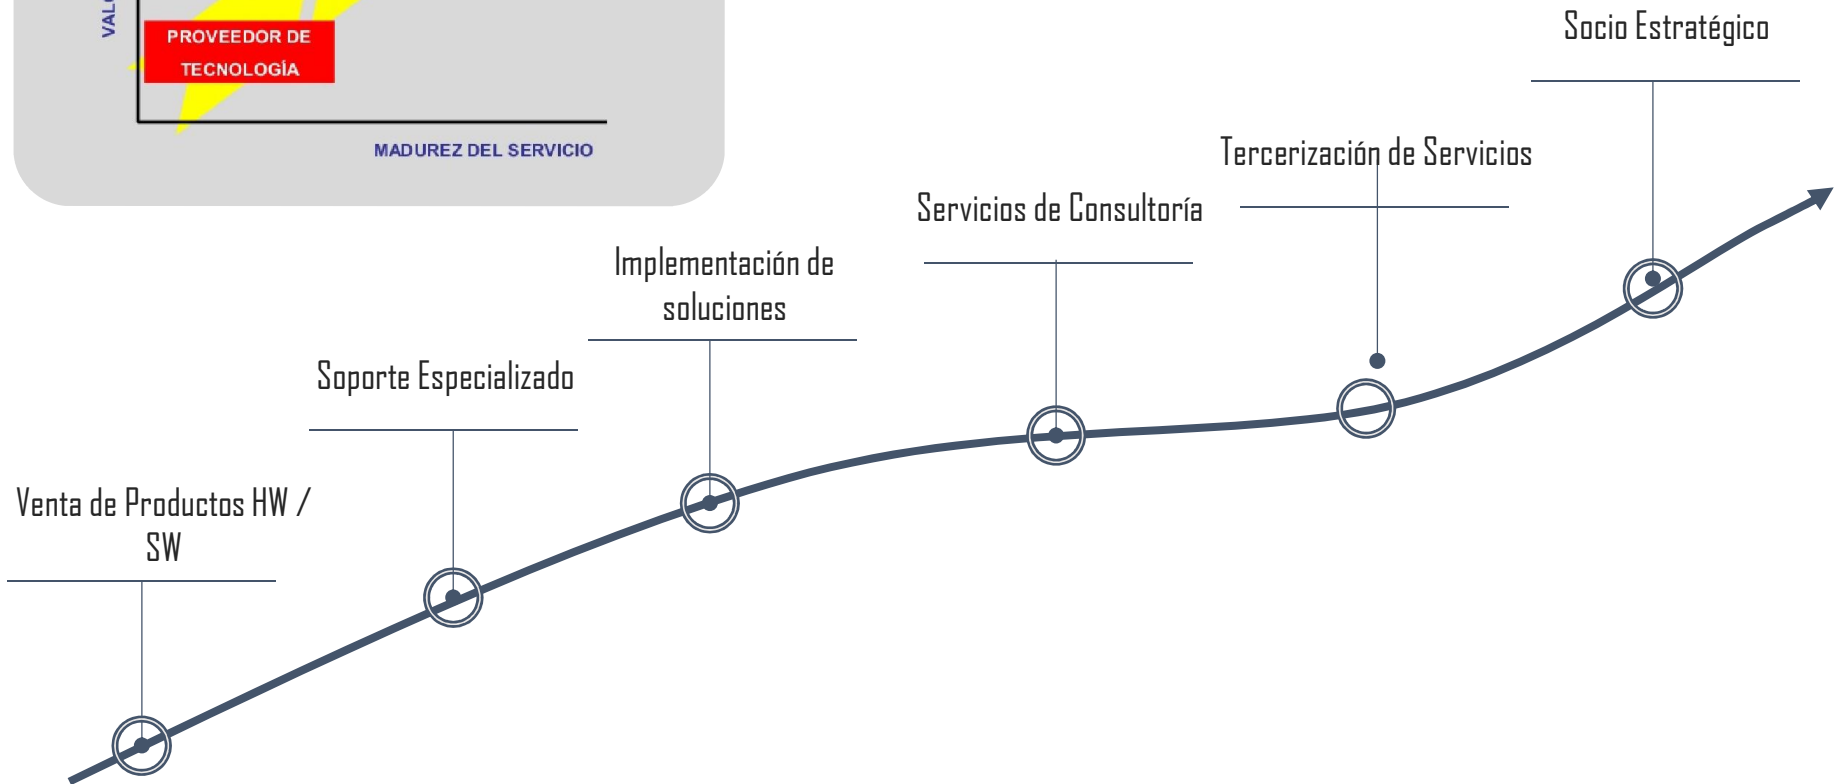 PROVEEDOR DE
TECNOLOGÍA
MADUREZ DEL SERVICIO
Venta de Productos HW /
SW
Soporte Especializado
Implementación de
soluciones
Servicios de Consultoría
Tercerización de Servicios
Socio Estratégico